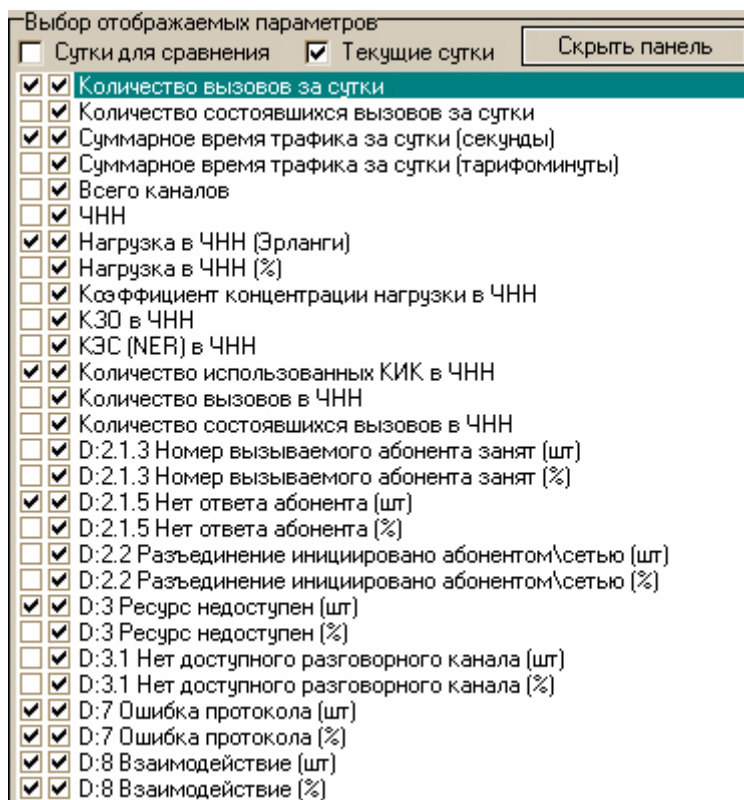 Выбор отображаемых параметров
Сутки для сравнения Текущие сутки Скрыть панель
Количество вызовов за сутки
Количество состоявшихся вызовов за сутки
Суммарное время трафика за сутки (секунды)
Суммарное время трафика за сутки (тарифоминуты)
Всего каналов
ЧНН
Нагрузка в ЧНН (Эрланги)
Нагрузка в ЧНН (%)
Коэффициент концентрации нагрузки в ЧНН
КЗО в ЧНН
КЭС (NER) в ЧНН
Количество использованных КИК в ЧНН
Количество вызовов в ЧНН
Количество состоявшихся вызовов в ЧНН
D:2.1.3 Номер вызываемого абонента занят (шт)
D:2.1.3 Номер вызываемого абонента занят (%)
D:2.1.5 Нет ответа абонента (шт)
D:2.1.5 Нет ответа абонента (%)
D:2.2 Разъединение инициировано абонентом\сетью (шт)
D:2.2 Разъединение инициировано абонентом\сетью (%)
D:3 Ресурс недоступен (шт)
D:3 Ресурс недоступен (%)
D:3.1 Нет доступного разговорного канала (шт)
D:3.1 Нет доступного разговорного канала (%)
D:7 Ошибка протокола (шт)
D:7 Ошибка протокола (%)
D:8 Взаимодействие (шт)
D:8 Взаимодействие (%)